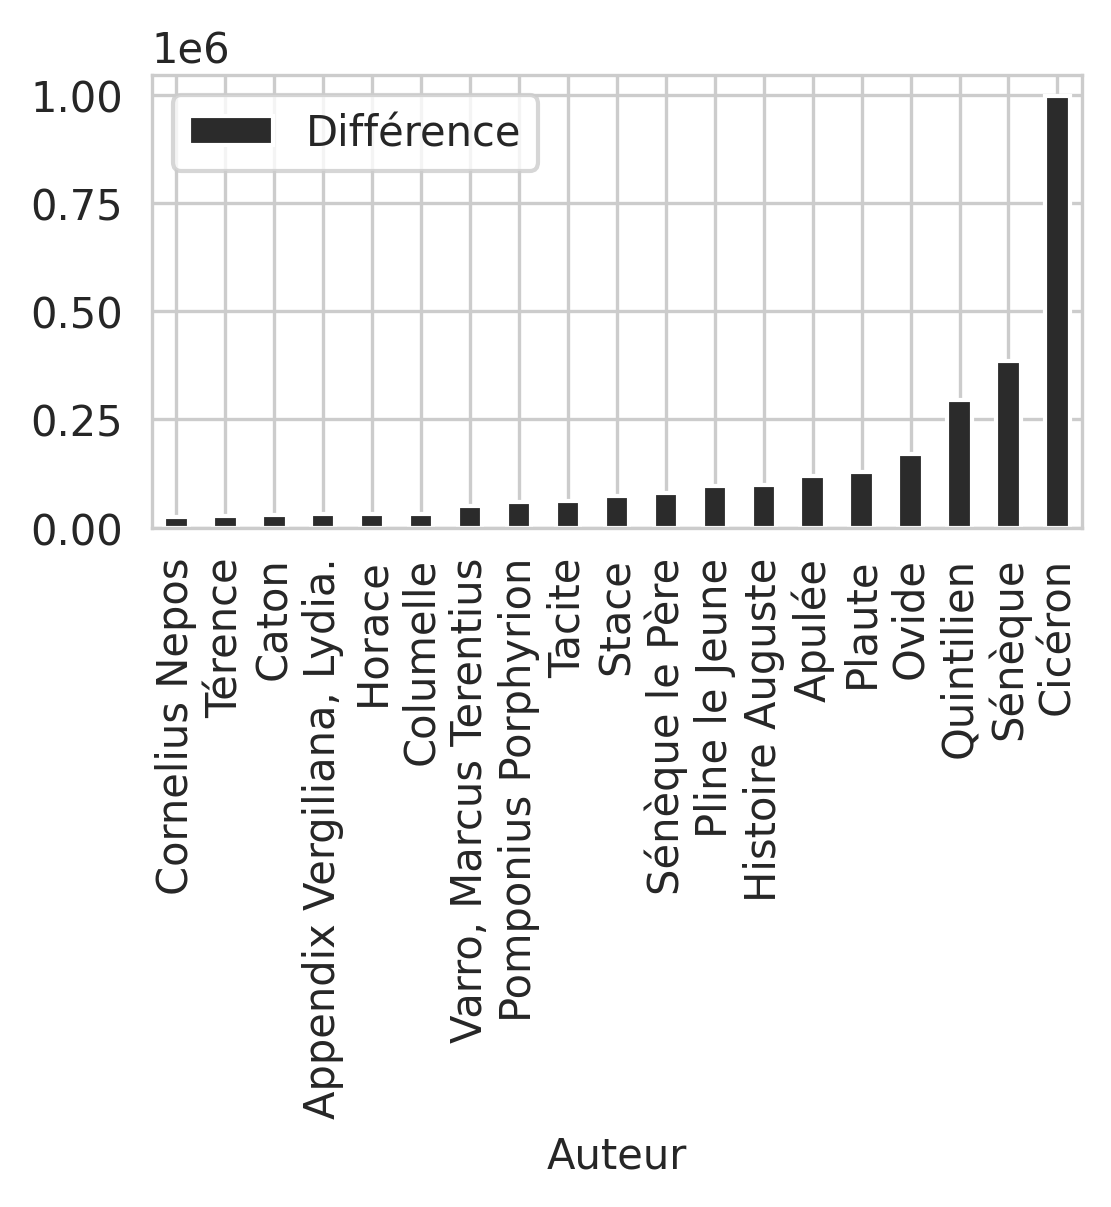 1e6
1.00
0.75
0.50
0.25
0.00
Différence
Cornelius Nepos
Térence
Caton
Appendix Vergiliana, Lydia.
Horace
Columelle
Varro, Marcus Terentius
Pomponius Porphyrion
Tacite
Stace
Sénèque le Père
Pline le Jeune
Histoire Auguste
Apulée
Plaute
Ovide
Quintilien
Sénèque
Cicéron
Auteur